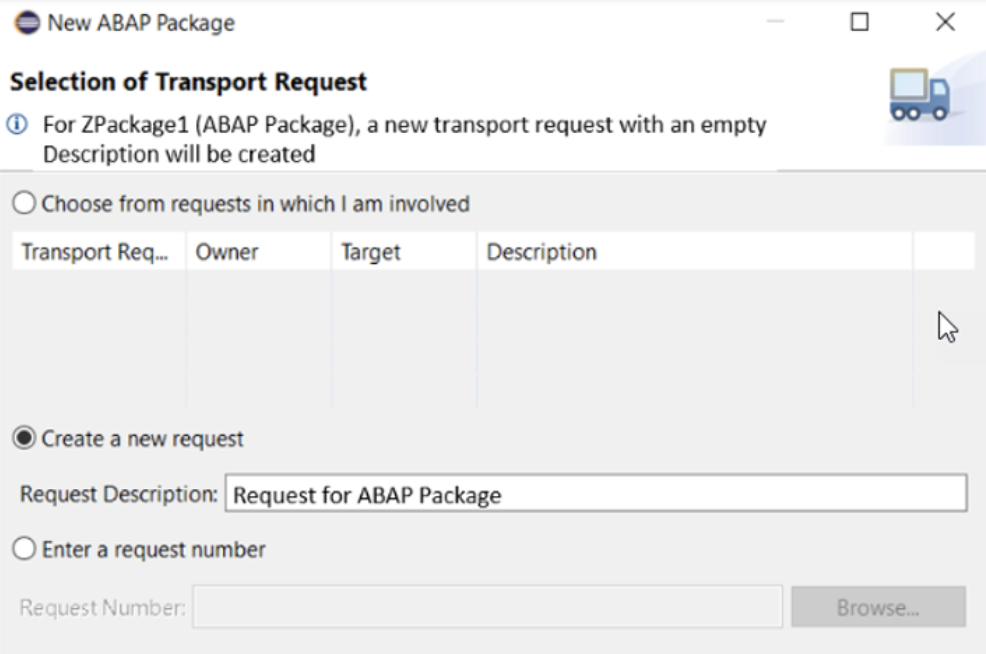 New ABAP Package
Selection of Transport Request
For ZPackage1 (ABAP Package), a new transport request with an empty
Description will be created
Choose from requests in which I am involved
Transport Req... Owner Target Description
Create a new request
Request Description: Request for ABAP Package
Enter a request number
Request Number: Browse...